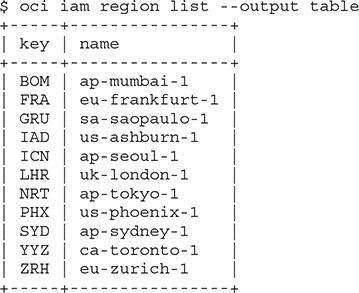 $ oci iam region list --output table
+-----+----------------+
| key | name           |
+-----+----------------+
| BOM | ap-mumbai-1    |
| FRA | eu-frankfurt-1 |
| GRU | sa-saopaulo-1  |
| IAD | us-ashburn-1   |
| ICN | ap-seoul-1     |
| LHR | uk-london-1    |
| NRT | ap-tokyo-1     |
| PHX | us-phoenix-1   |
| SYD | ap-sydney-1    |
| YYZ | ca-toronto-1   |
| ZRH | eu-zurich-1    |
+-----+----------------+